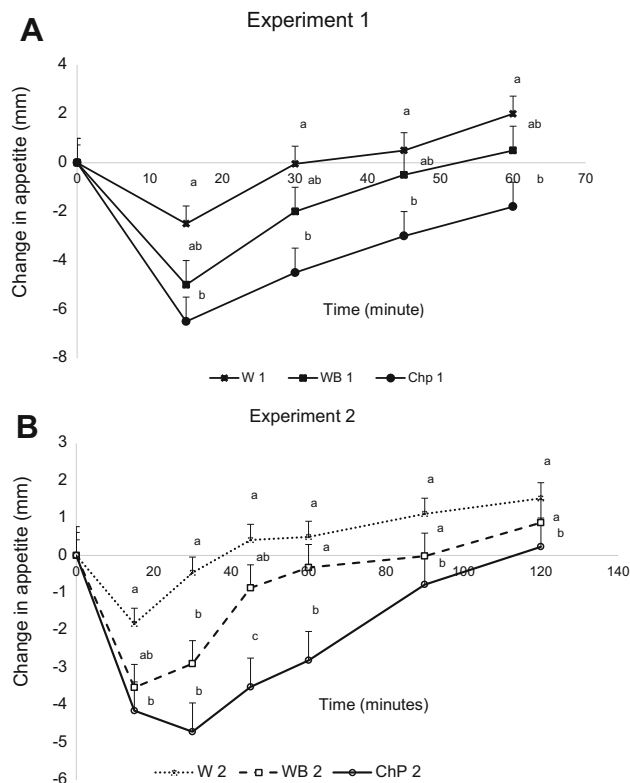 A
Experiment 1
Change in appetite (mm)
4
2
0
-2
-4
-6
-8
0 10 20 30 40 50 60 70
a
a
a
a
ab
ab
ab
ab
b
b
b
b
Time (minute)
W 1 WB 1 Chp 1
B
Experiment 2
Change in appetite (mm)
3
2
1
0
-1
-2
-3
-4
-5
-6
0 20 40 60 80 100 120 140
a
a
a
a
a
a
ab
b
ab
a
a
a
b
b
c
b
b
b
Time (minutes)
W 2 WB 2 ChP 2